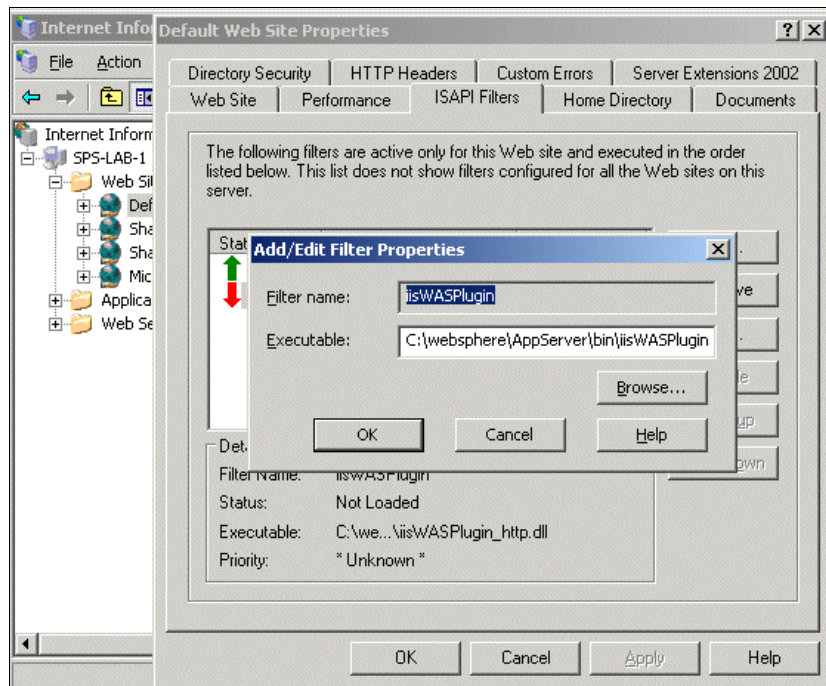 Internet Infor
Default Web Site Properties
File Action
Directory Security HTTP Headers Custom Errors Server Extensions 2002
Web Site Performance ISAPI Filters Home Directory Documents
Internet Inform
SPS-LAB-1
Web Sit
Def
Sha
Sha
Mic
Applica
Web Se
The following filters are active only for this Web site and executed in the order
listed below. This list does not show filters configured for all the Web sites on this
server.
Stat
Add/Edit Filter Properties
Filter name: iisWASPlugin
Executable: C:\websphere\AppServer\bin\iisWASPlugin
Browse...
OK Cancel Help
ve
le
up
own
Det
Filter Name: iisWASPlugin
Status: Not Loaded
Executable: C:\we...\iisWASPlugin_http.dll
Priority: * Unknown *
OK Cancel Apply Help